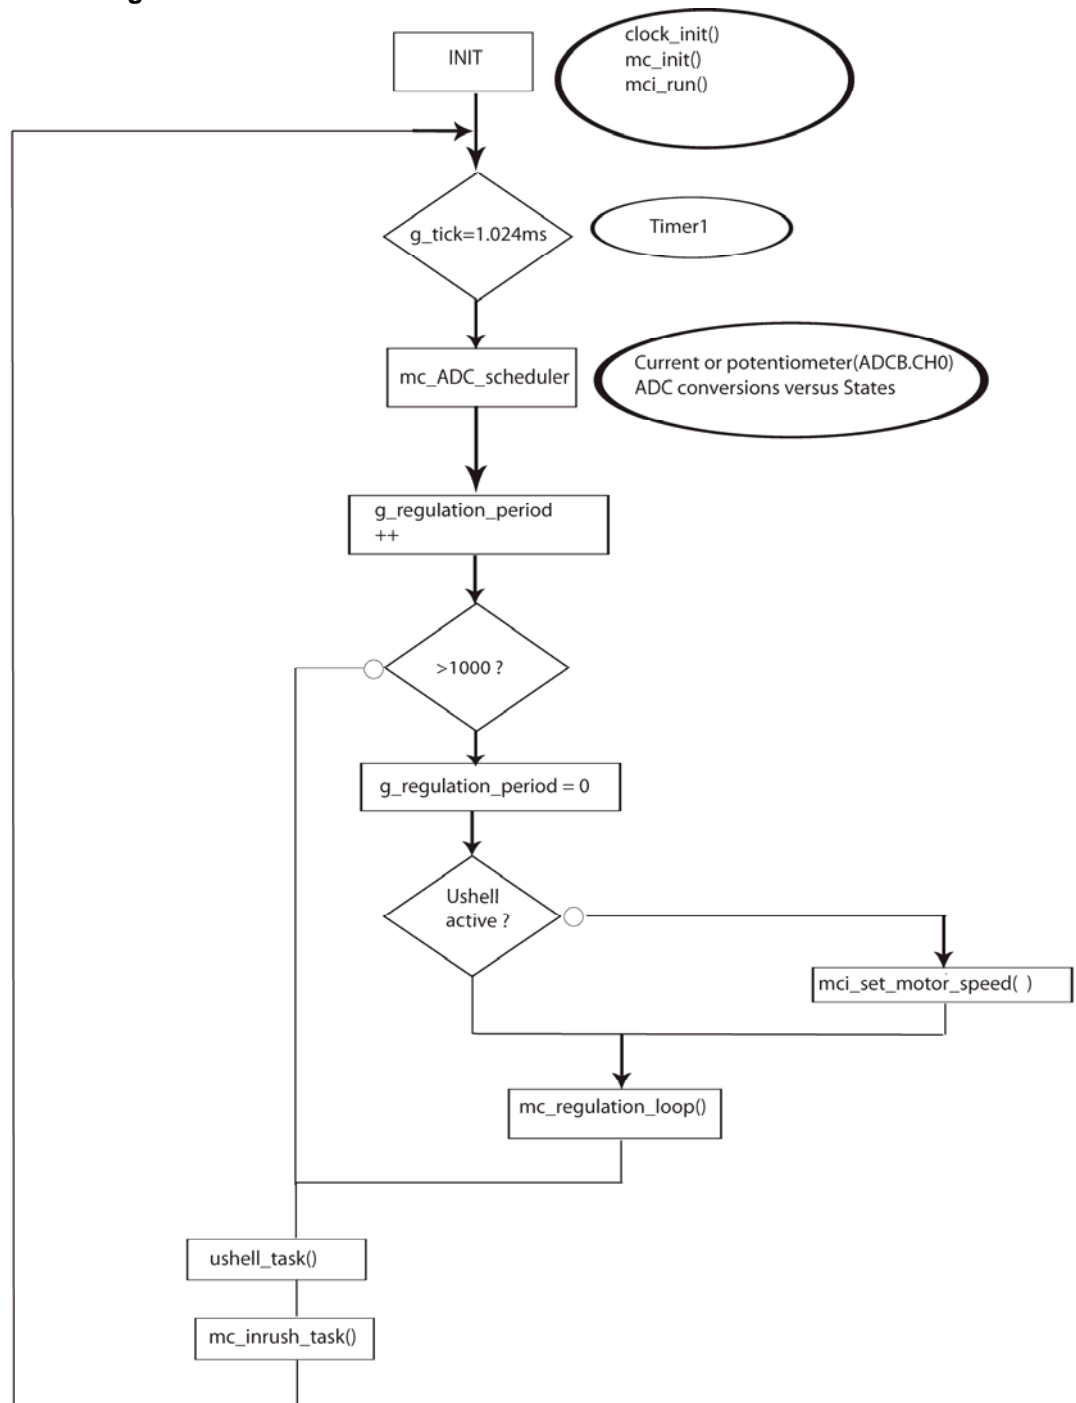 INIT
clock_init()
mc_init()
mci_run()
g_tick=1.024ms
Timer1
mc_ADC_scheduler
Current or potentiometer(ADCB.CH0)
ADC conversions versus States
g_regulation_period
++
>1000 ?
g_regulation_period = 0
Ushell
active ?
mci_set_motor_speed( )
mc_regulation_loop()
ushell_task()
mc_inrush_task()